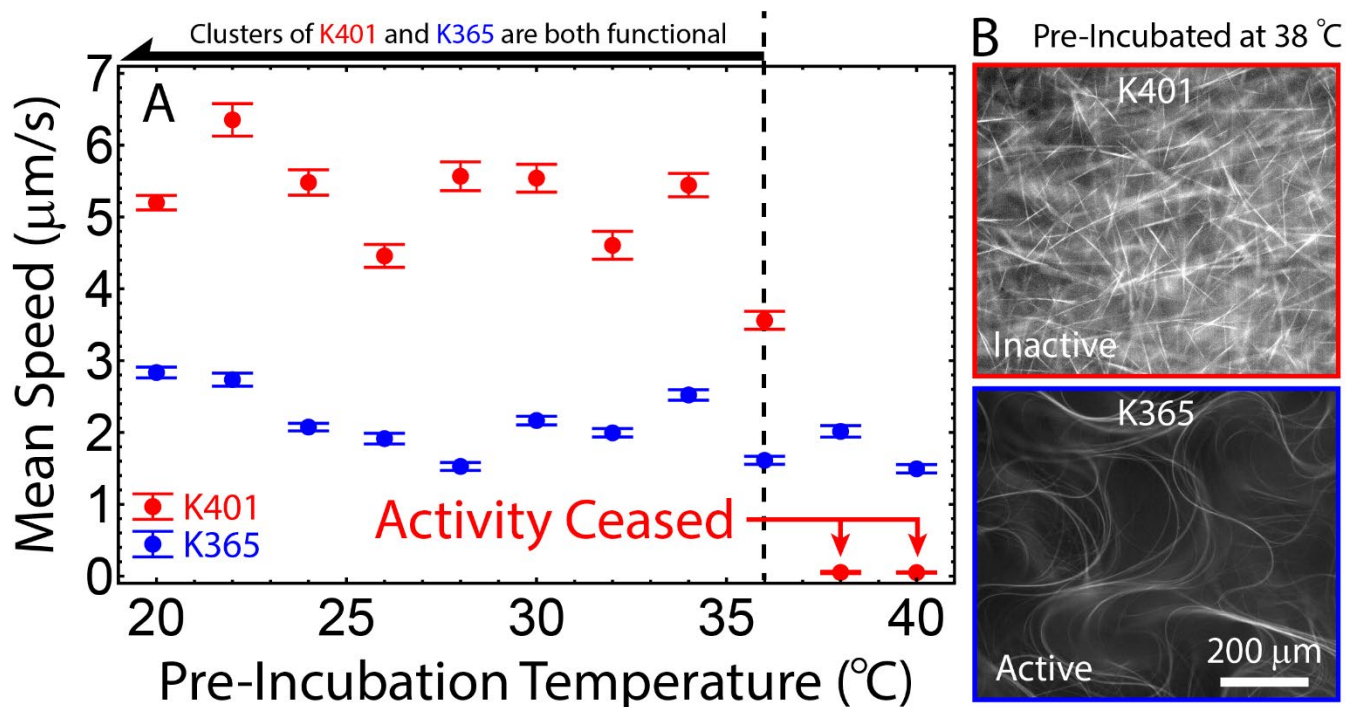 Clusters of K401 and K365 are both functional
A
7
6
5
4
3
2
1
0
Mean Speed (μm/s)
K401
K365
Activity Ceased
20
25
30
35
40
Pre-Incubation Temperature (°C)
B Pre-Incubated at 38 °C
K401
Inactive
K365
Active
200 μm